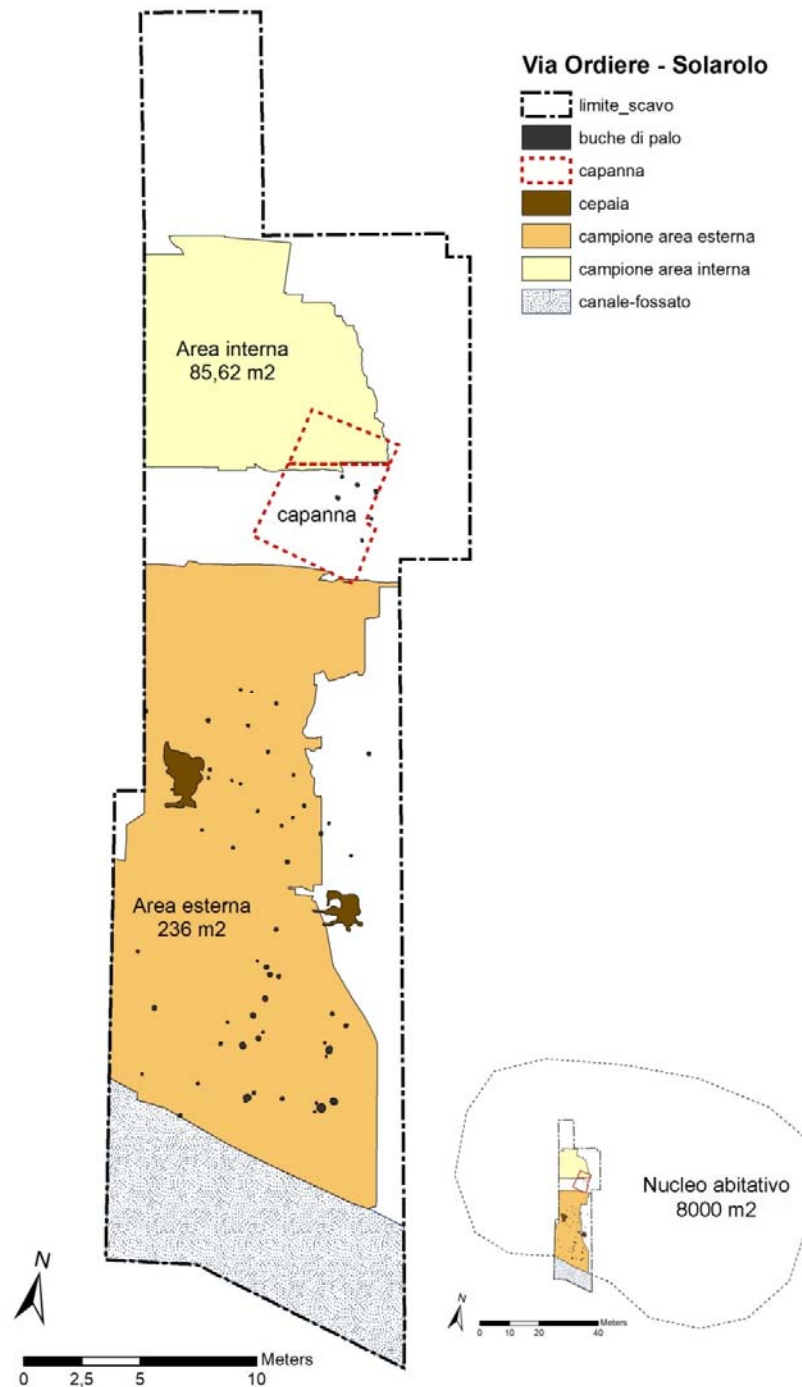 Via Ordiere - Solarolo
limite_scavo
buche di palo
capanna
cepaia
campione area esterna
campione area interna
canale-fossato
Area interna
85,62 m2
capanna
Area esterna
236 m2
Nucleo abitativo
8000 m2
N
0 2,5 5 10 Meters
N
0 10 20 40 Meters